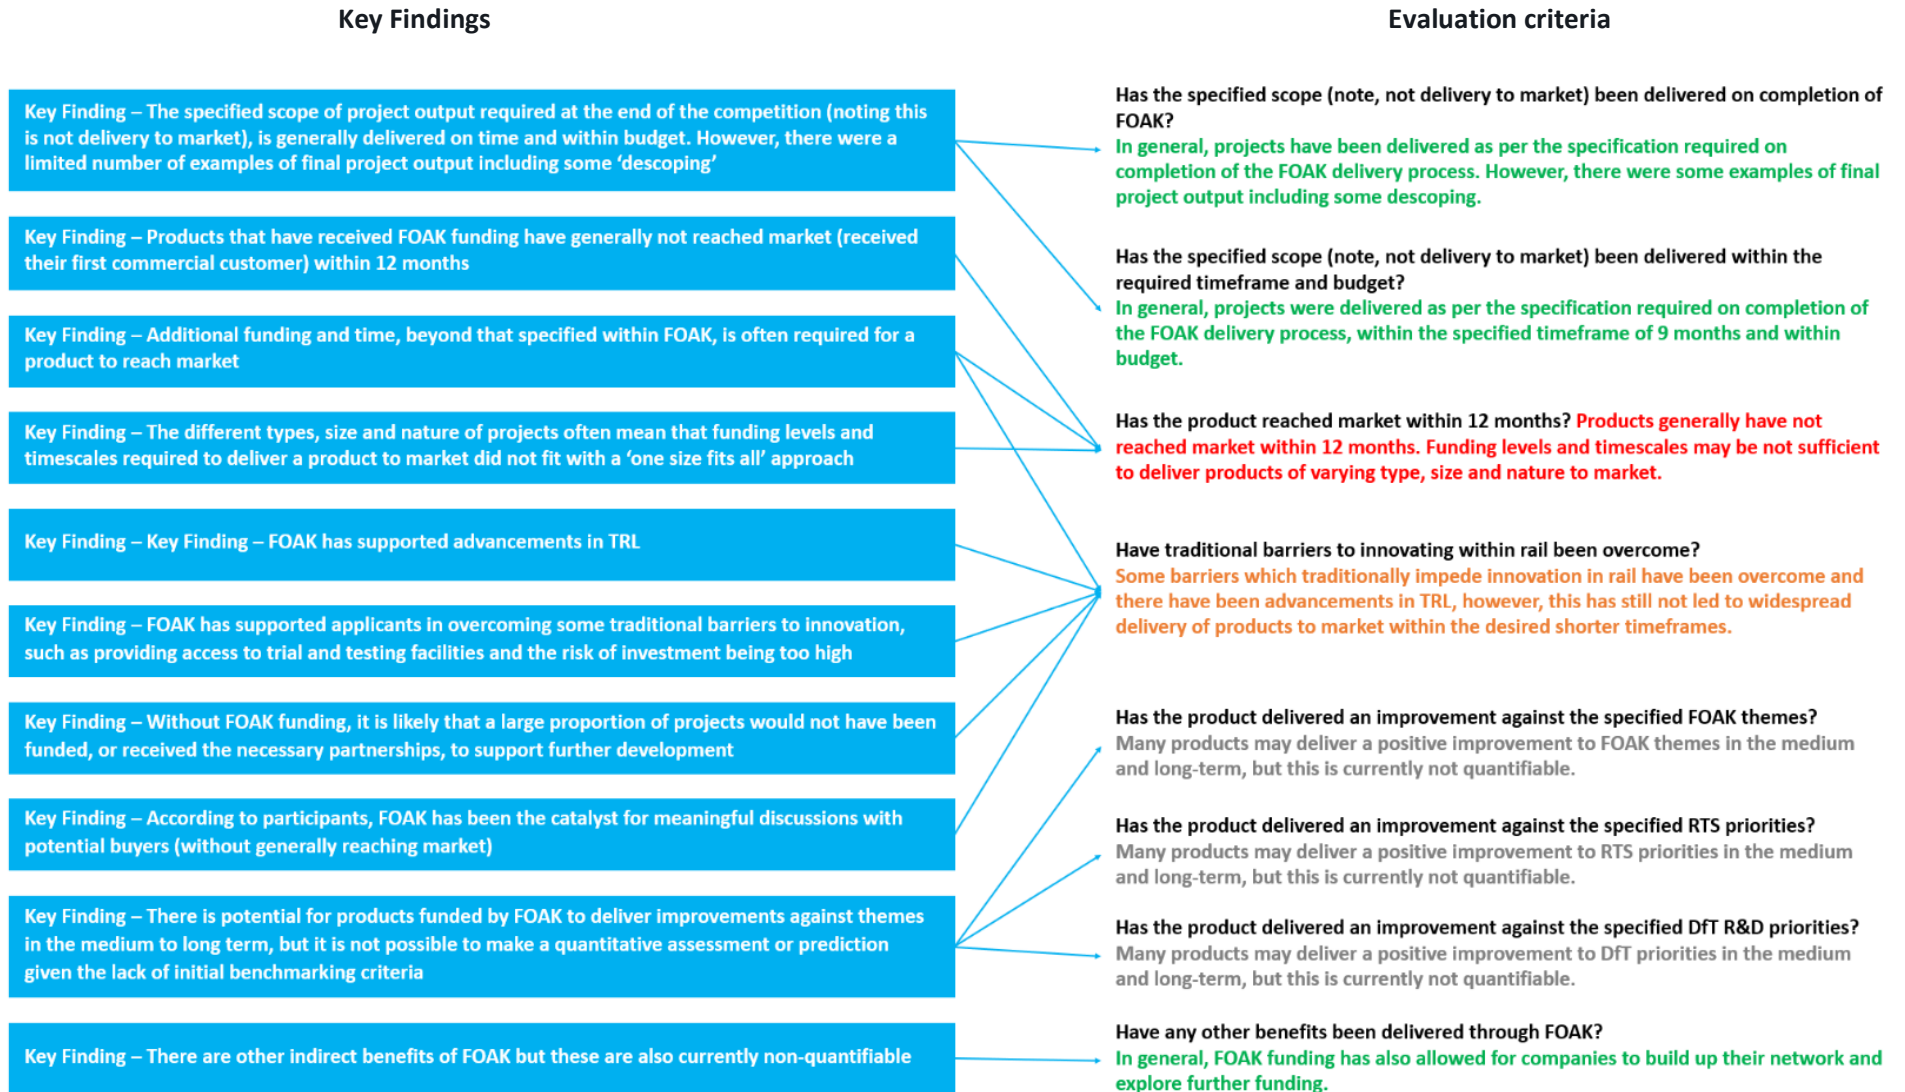 Key Findings
Evaluation criteria
Key Finding – The specified scope of project output required at the end of the competition (noting this
is not delivery to market), is generally delivered on time and within budget. However, there were a
limited number of examples of final project output including some ‘descoping’
Key Finding – Products that have received FOAK funding have generally not reached market (received
their first commercial customer) within 12 months
Key Finding – Additional funding and time, beyond that specified within FOAK, is often required for a
product to reach market
Key Finding – The different types, size and nature of projects often mean that funding levels and
timescales required to deliver a product to market did not fit with a ‘one size fits all’ approach
Key Finding – Key Finding – FOAK has supported advancements in TRL
Key Finding – FOAK has supported applicants in overcoming some traditional barriers to innovation,
such as providing access to trial and testing facilities and the risk of investment being too high
Key Finding – Without FOAK funding, it is likely that a large proportion of projects would not have been
funded, or received the necessary partnerships, to support further development
Key Finding – According to participants, FOAK has been the catalyst for meaningful discussions with
potential buyers (without generally reaching market)
Key Finding – There is potential for products funded by FOAK to deliver improvements against themes
in the medium to long term, but it is not possible to make a quantitative assessment or prediction
given the lack of initial benchmarking criteria
Key Finding – There are other indirect benefits of FOAK but these are also currently non-quantifiable
Has the specified scope (note, not delivery to market) been delivered on completion of
FOAK?
In general, projects have been delivered as per the specification required on
completion of the FOAK delivery process. However, there were some examples of final
project output including some descoping.
Has the specified scope (note, not delivery to market) been delivered within the
required timeframe and budget?
In general, projects were delivered as per the specification required on completion of
the FOAK delivery process, within the specified timeframe of 9 months and within
budget.
Has the product reached market within 12 months? Products generally have not
reached market within 12 months. Funding levels and timescales may be not sufficient
to deliver products of varying type, size and nature to market.
Have traditional barriers to innovating within rail been overcome?
Some barriers which traditionally impede innovation in rail have been overcome and
there have been advancements in TRL, however, this has still not led to widespread
delivery of products to market within the desired shorter timeframes.
Has the product delivered an improvement against the specified FOAK themes?
Many products may deliver a positive improvement to FOAK themes in the medium
and long-term, but this is currently not quantifiable.
Has the product delivered an improvement against the specified RTS priorities?
Many products may deliver a positive improvement to RTS priorities in the medium
and long-term, but this is currently not quantifiable.
Has the product delivered an improvement against the specified DfT R&D priorities?
Many products may deliver a positive improvement to DfT priorities in the medium
and long-term, but this is currently not quantifiable.
Have any other benefits been delivered through FOAK?
In general, FOAK funding has also allowed for companies to build up their network and
explore further funding.